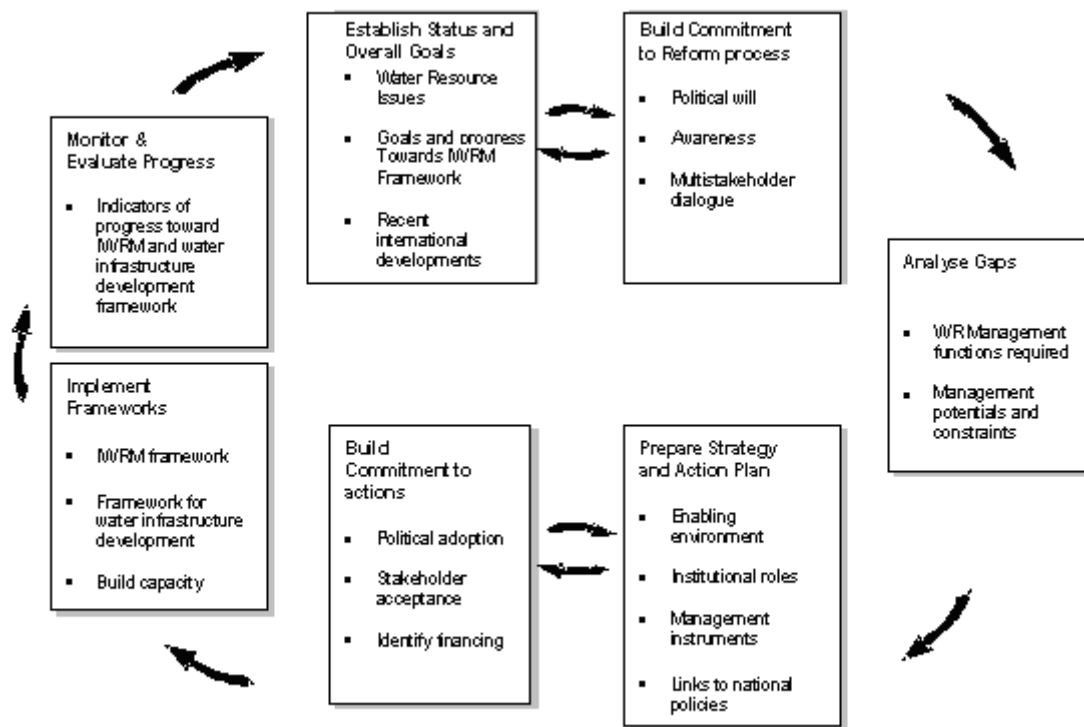 Establish Status and
Overall Goals
▪ Water Resource
Issues
▪ Goals and progress
Towards IWRM
Framework
▪ Recent
international
developments
Build Commitment
to Reform process
▪ Political will
▪ Awareness
▪ Multistakeholder
dialogue
Analyse Gaps
▪ WR Management
functions required
▪ Management
potentials and
constraints
Prepare Strategy
and Action Plan
▪ Enabling
environment
▪ Institutional roles
▪ Management
instruments
▪ Links to national
policies
Build
Commitment to
actions
▪ Political adoption
▪ Stakeholder
acceptance
▪ Identify financing
Implement
Frameworks
▪ IWRM framework
▪ Framework for
water infrastructure
development
▪ Build capacity
Monitor &
Evaluate Progress
▪ Indicators of
progress toward
IWRM and water
infrastructure
development
framework